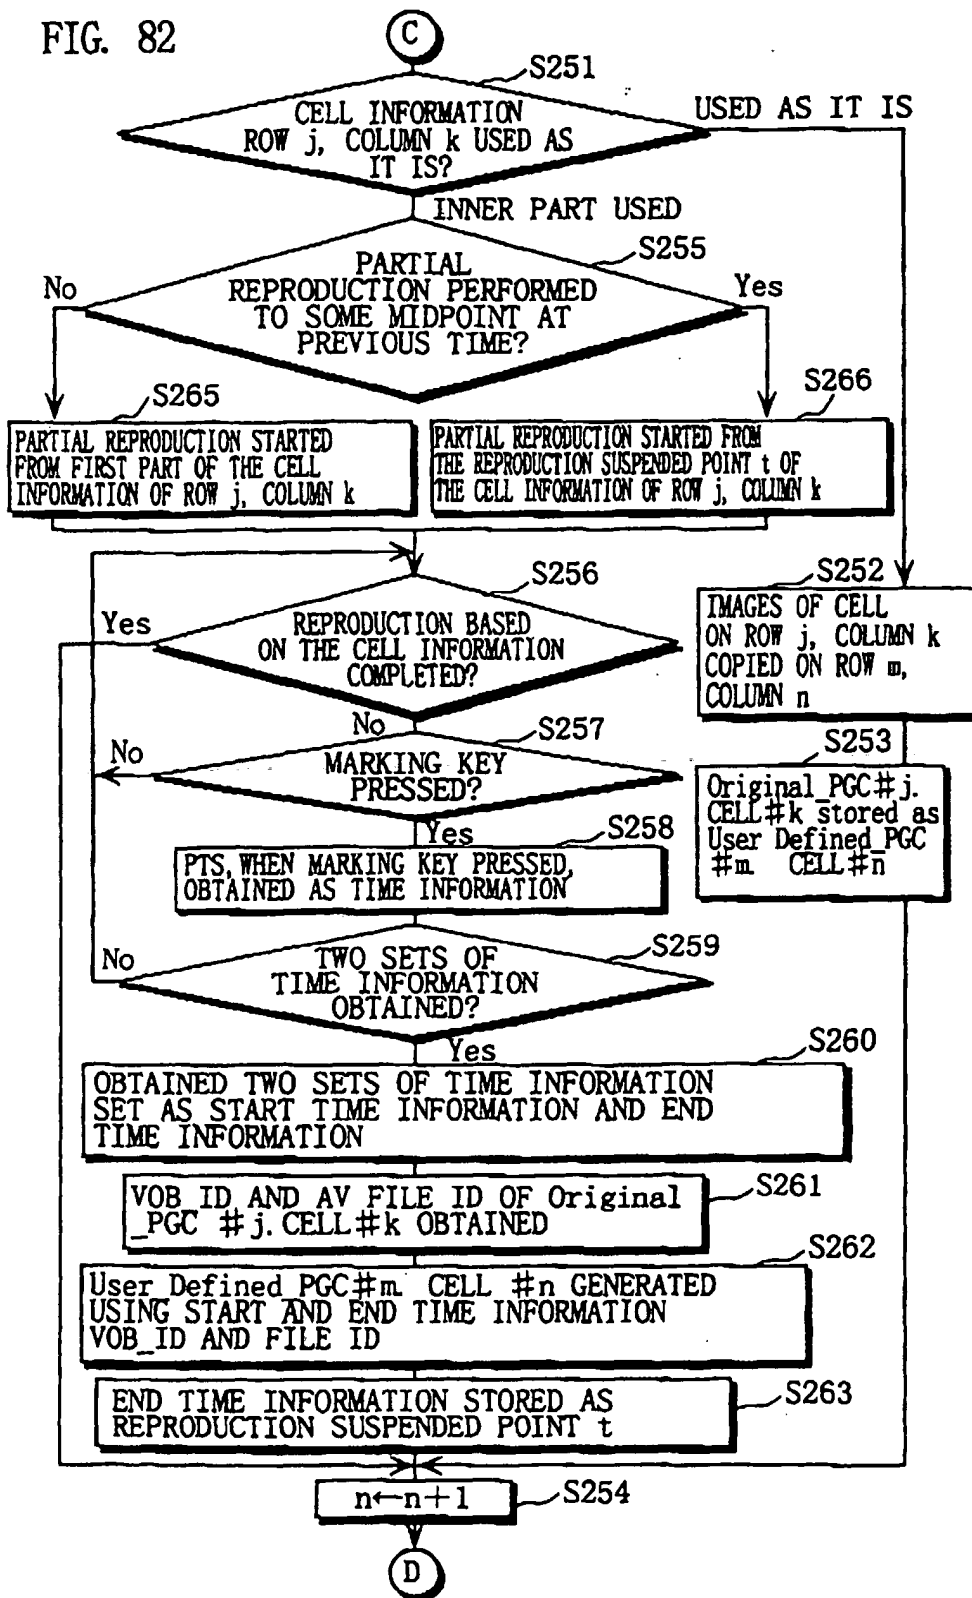 FIG. 82
C
S251
CELL INFORMATION
ROW j, COLUMN k USED AS
IT IS?
USED AS IT IS
INNER PART USED
S255
PARTIAL
REPRODUCTION PERFORMED
TO SOME MIDPOINT AT
PREVIOUS TIME?
No
Yes
S265
PARTIAL REPRODUCTION STARTED
FROM FIRST PART OF THE CELL
INFORMATION OF ROW j, COLUMN k
S266
PARTIAL REPRODUCTION STARTED FROM
THE REPRODUCTION SUSPENDED POINT t OF
THE CELL INFORMATION OF ROW j, COLUMN k
S256
Yes
REPRODUCTION BASED
ON THE CELL INFORMATION
COMPLETED?
No
S252
IMAGES OF CELL
ON ROW j, COLUMN k
COPIED ON ROW m,
COLUMN n
S257
No
MARKING KEY
PRESSED?
Yes
S253
Original_PGC#j.
CELL#k stored as
User Defined_PGC
#m CELL#n
S258
PTS, WHEN MARKING KEY PRESSED,
OBTAINED AS TIME INFORMATION
S259
No
TWO SETS OF
TIME INFORMATION
OBTAINED?
Yes
S260
OBTAINED TWO SETS OF TIME INFORMATION
SET AS START TIME INFORMATION AND END
TIME INFORMATION
S261
VOB_ID AND AV FILE ID OF Original
_PGC #j. CELL#k OBTAINED
S262
User_Defined_PGC#m CELL #n GENERATED
USING START AND END TIME INFORMATION
VOB_ID AND FILE ID
S263
END TIME INFORMATION STORED AS
REPRODUCTION SUSPENDED POINT t
n←n+1
S254
D